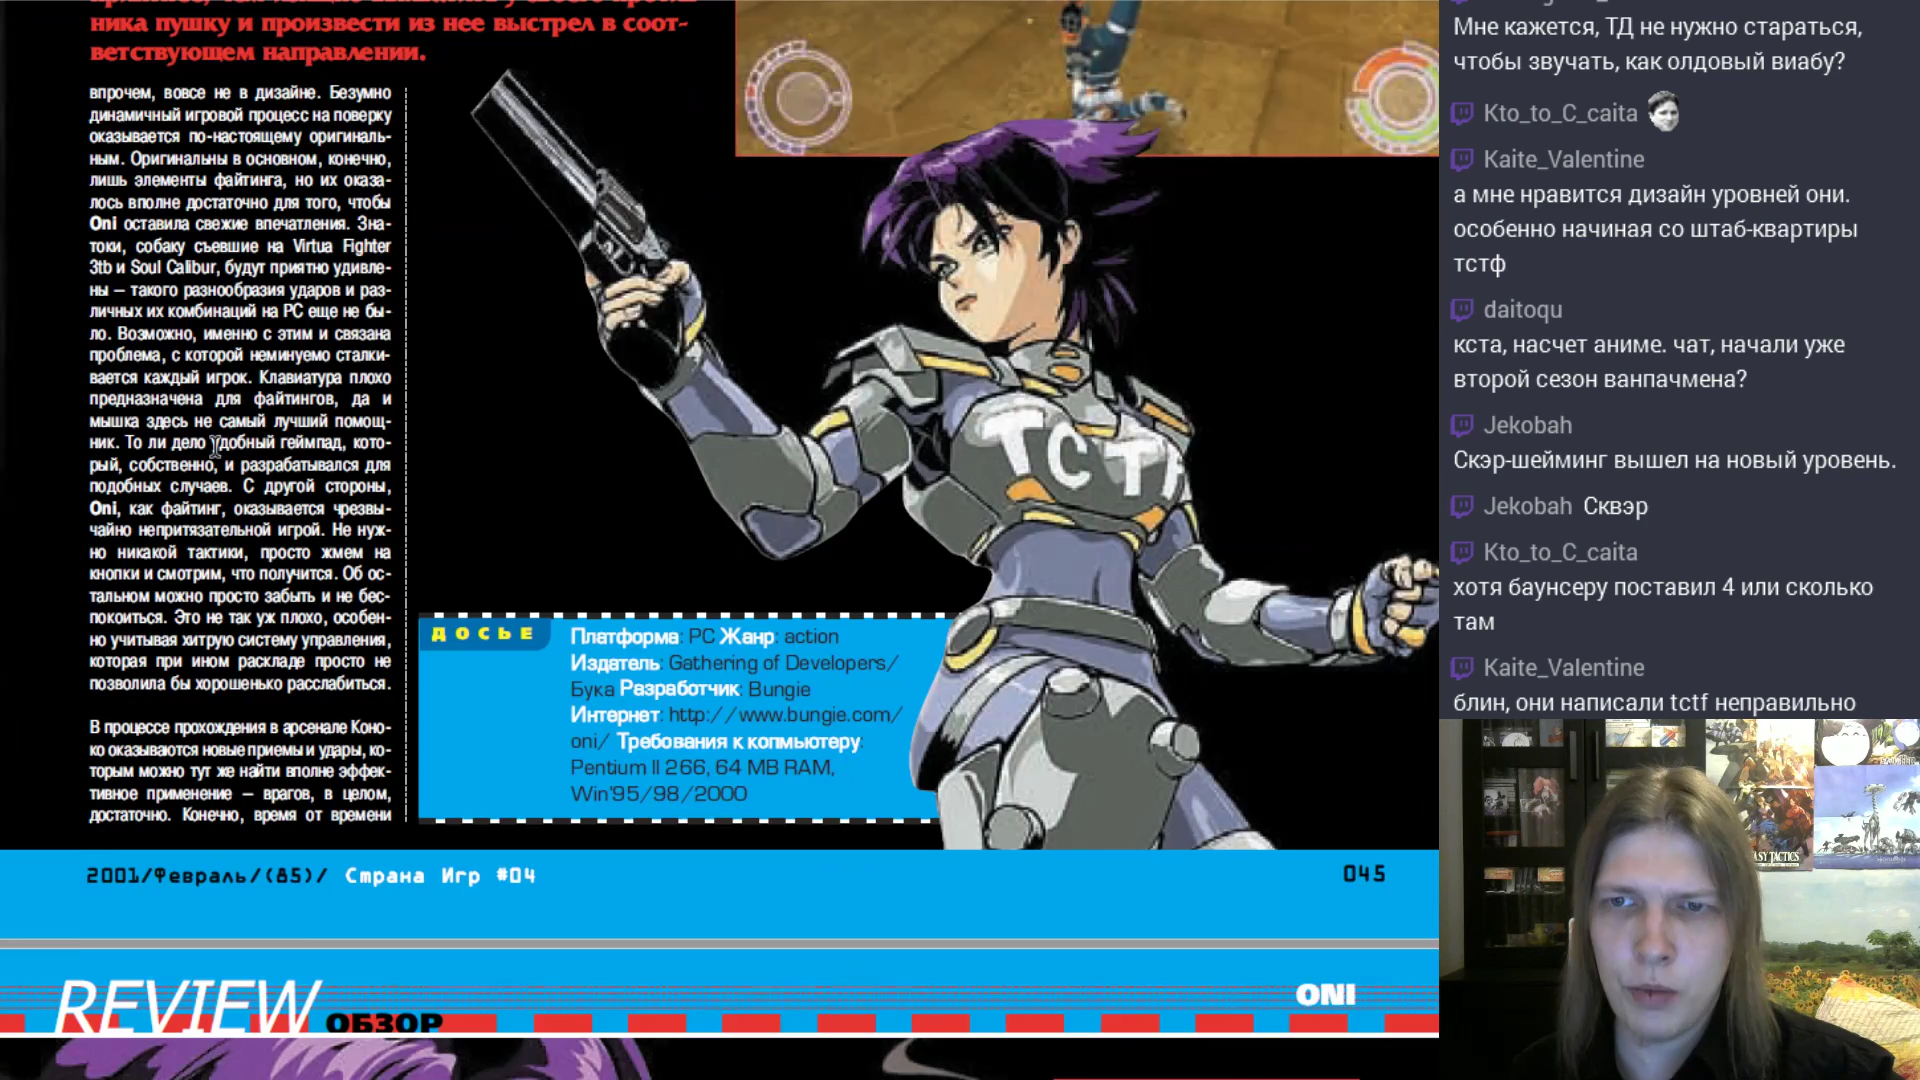 ника пушку и произвести из нее выстрел в соот-
ветствующем направлении.
впрочем, вовсе не в дизайне. Безумно
динамичный игровой процесс на поверку
оказывается по-настоящему оригиналь-
ным. Оригинальны в основном, конечно,
лишь элементы файтинга, но их оказа-
лось вполне достаточно для того, чтобы
Oni оставила свежие впечатления. Зна-
токи, собаку съевшие на Virtua Fighter
3tb и Soul Calibur, будут приятно удивле-
ны – такого разнообразия ударов и раз-
личных их комбинаций на PC еще не бы-
ло. Возможно, именно с этим и связана
проблема, с которой неминуемо сталки-
вается каждый игрок. Клавиатура плохо
предназначена для файтингов, да и
мышка здесь не самый лучший помощ-
ник. То ли дело удобный геймпад, кото-
рый, собственно, и разрабатывался для
подобных случаев. С другой стороны,
Oni, как файтинг, оказывается чрезвы-
чайно непритязательной игрой. Не нуж-
но никакой тактики, просто жмем на
кнопки и смотрим, что получится. Об ос-
тальном можно просто забыть и не бес-
покоиться. Это не так уж плохо, особен-
но учитывая хитрую систему управления,
которая при ином раскладе просто не
позволила бы хорошенько расслабиться.
В процессе прохождения в арсенале Коно-
ко оказываются новые приемы и удары, ко-
торым можно тут же найти вполне эффек-
тивное применение – врагов, в целом,
достаточно. Конечно, время от времени
TCTF
ДОСЬЕ
Платформа: PC Жанр: action
Издатель: Gathering of Developers/
Бука Разработчик: Bungie
Интернет: http://www.bungie.com/
oni/ Требования к копмьютеру:
Pentium II 266, 64 MB RAM,
Win'95/98/2000
2001/Февраль/(85)/ Страна Игр #04
045
REVIEW
ОБЗОР
ONI
Мне кажется, ТД не нужно стараться,
чтобы звучать, как олдовый виабу?
Kto_to_C_caita
Kaite_Valentine
а мне нравится дизайн уровней они.
особенно начиная со штаб-квартиры
тстф
daitoqu
кста, насчет аниме. чат, начали уже
второй сезон ванпачмена?
Jekobah
Скэр-шейминг вышел на новый уровень.
Jekobah Сквэр
Kto_to_C_caita
хотя баунсеру поставил 4 или сколько
там
Kaite_Valentine
блин, они написали tctf неправильно